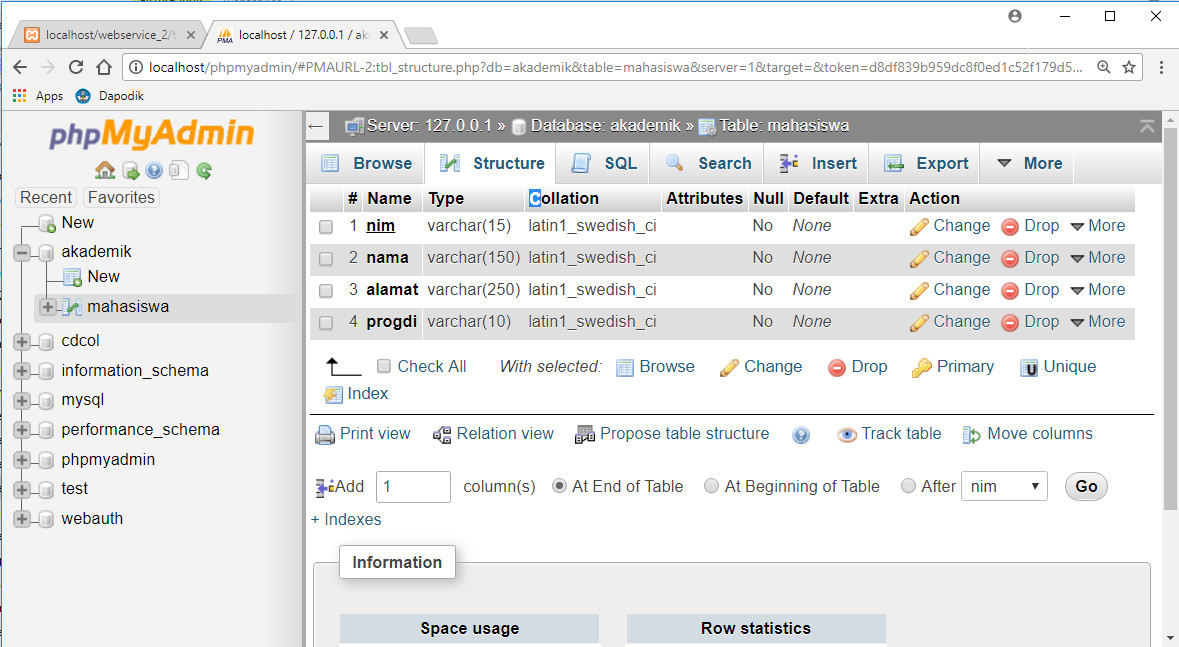 localhost/webservice_2/t
localhost / 127.0.0.1 / aka
localhost/phpmyadmin/#PMAURL-2:tbl_structure.php?db=akademik&table=mahasiswa&server=1&target=&token=d8df839b959dc8f0ed1c52f179d5...
Apps Dapodik
phpMyAdmin
Recent Favorites
New
akademik
New
mahasiswa
cdcol
information_schema
mysql
performance_schema
phpmyadmin
test
webauth
Server: 127.0.0.1 » Database: akademik » Table: mahasiswa
Browse Structure SQL Search Insert Export More
# Name Type Collation Attributes Null Default Extra Action
1 nim varchar(15) latin1_swedish_ci No None Change Drop More
2 nama varchar(150) latin1_swedish_ci No None Change Drop More
3 alamat varchar(250) latin1_swedish_ci No None Change Drop More
4 progdi varchar(10) latin1_swedish_ci No None Change Drop More
Check All With selected: Browse Change Drop Primary Unique
Index
Print view Relation view Propose table structure Track table Move columns
Add 1 column(s) At End of Table At Beginning of Table After nim Go
+ Indexes
Information
Space usage Row statistics